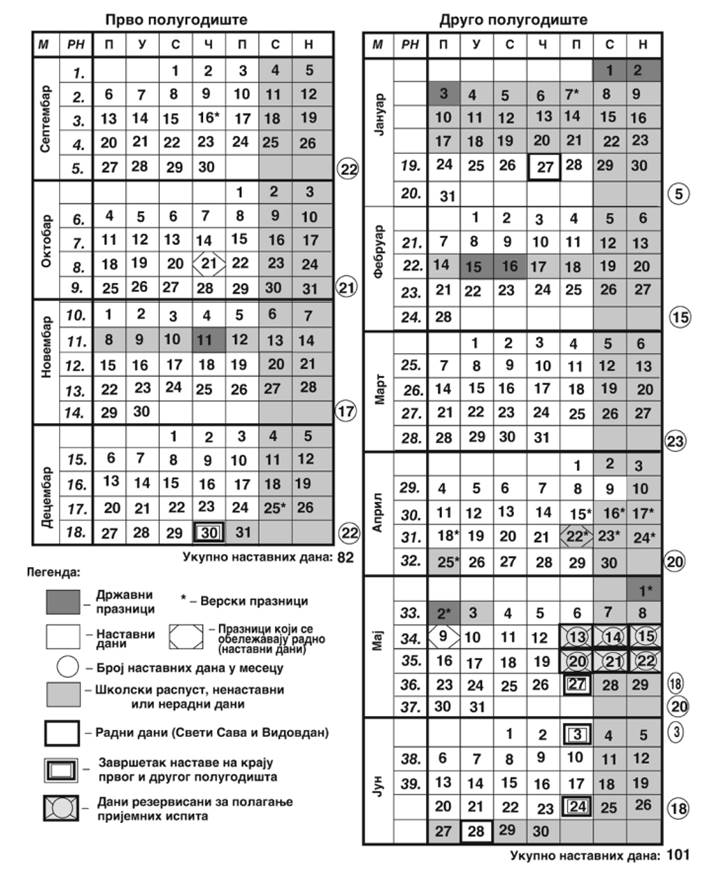 Прво полугодиште
М РН П У С Ч П С Н
Септембар
1. 1 2 3 4 5
2. 6 7 8 9 10 11 12
3. 13 14 15 16* 17 18 19
4. 20 21 22 23 24 25 26
5. 27 28 29 30
22
Октобар
1 2 3
6. 4 5 6 7 8 9 10
7. 11 12 13 14 15 16 17
8. 18 19 20 21 22 23 24
9. 25 26 27 28 29 30 31
21
Новембар
10. 1 2 3 4 5 6 7
11. 8 9 10 11 12 13 14
12. 15 16 17 18 19 20 21
13. 22 23 24 25 26 27 28
14. 29 30
17
Децембар
1 2 3 4 5
15. 6 7 8 9 10 11 12
16. 13 14 15 16 17 18 19
17. 20 21 22 23 24 25* 26
18. 27 28 29 30 31
22
Укупно наставних дана: 82
Легенда:
– Државни празници
* – Верски празници
– Наставни дани
– Празници који се обележавају радно (наставни дани)
– Број наставних дана у месецу
– Школски распуст, ненаставни или нерадни дани
– Радни дани (Свети Сава и Видовдан)
– Завршетак наставе на крају првог и другог полугодишта
– Дани резервисани за полагање пријемних испита
Друго полугодиште
М РН П У С Ч П С Н
Јануар
1 2
3 4 5 6 7* 8 9
10 11 12 13 14 15 16
17 18 19 20 21 22 23
19. 24 25 26 27 28 29 30
20. 31
5
Фебруар
1 2 3 4 5 6
21. 7 8 9 10 11 12 13
22. 14 15 16 17 18 19 20
23. 21 22 23 24 25 26 27
24. 28
15
Март
1 2 3 4 5 6
25. 7 8 9 10 11 12 13
26. 14 15 16 17 18 19 20
27. 21 22 23 24 25 26 27
28. 28 29 30 31
23
Април
1 2 3
29. 4 5 6 7 8 9 10
30. 11 12 13 14 15* 16* 17*
31. 18* 19 20 21 22* 23* 24*
32. 25* 26 27 28 29 30
20
Мај
1*
33. 2* 3 4 5 6 7 8
34. 9 10 11 12 13 14 15
35. 16 17 18 19 20 21 22
36. 23 24 25 26 27 28 29
18
37. 30 31
20
Јун
1 2 3 4 5
3
38. 6 7 8 9 10 11 12
39. 13 14 15 16 17 18 19
20 21 22 23 24 25 26
18
27 28 29 30
Укупно наставних дана: 101